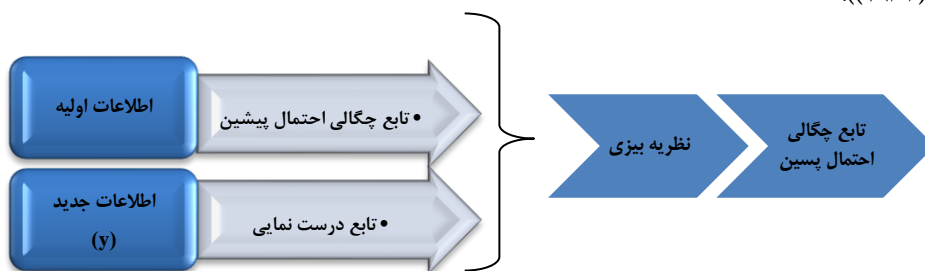 اطلاعات اولیه
• تابع چگالی احتمال پیشین
اطلاعات جدید
(y)
• تابع درست نمایی
نظریه بیزی
تابع چگالی
احتمال پسین